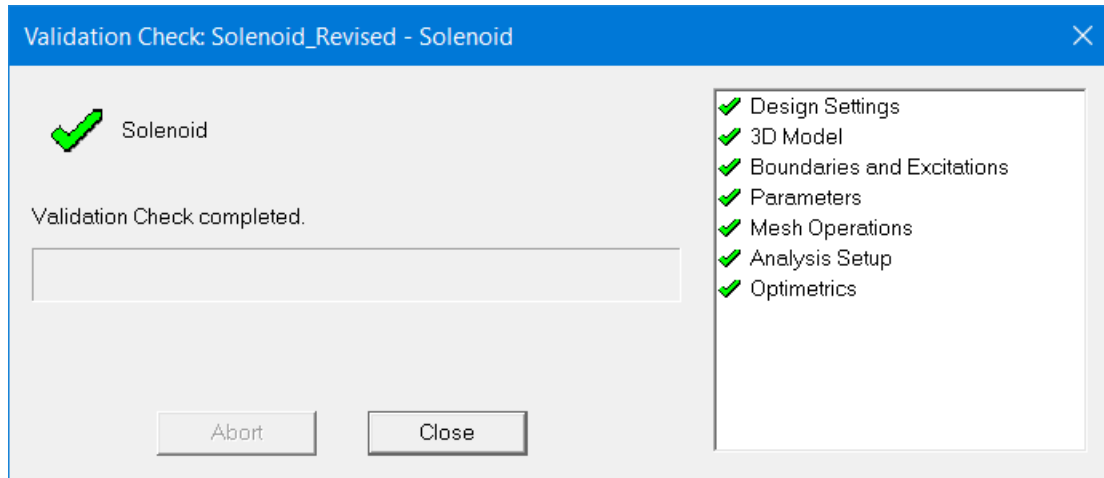 Validation Check: Solenoid_Revised - Solenoid
Solenoid
Validation Check completed.
Abort
Close
Design Settings
3D Model
Boundaries and Excitations
Parameters
Mesh Operations
Analysis Setup
Optimetrics